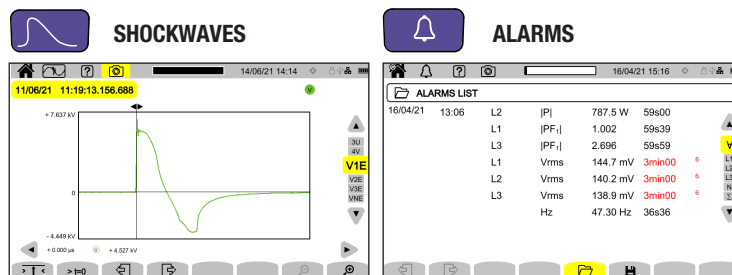 SHOCKWAVES
14/06/21 14:14
11/06/21 11:19:13.156.688
V
+ 7.637 kV
3U
4V
V1E
V2E
V3E
VNE
0
- 4.449 kV
+ 0.000 µs V + 4.527 kV
> t=0
ALARMS
?
16/04/21 15:16
ALARMS LIST
16/04/21 13:06 L2 |P| 787.5 W 59s00
L1 |PF₁| 1.002 59s39
L3 |PF₁| 2.696 59s59
L1 Vrms 144.7 mV 3min00 6
L2 Vrms 140.2 mV 3min00 6
L3 Vrms 138.9 mV 3min00 6
Hz 47.30 Hz 36s36
∀
L1
L2
L3
N
Σ